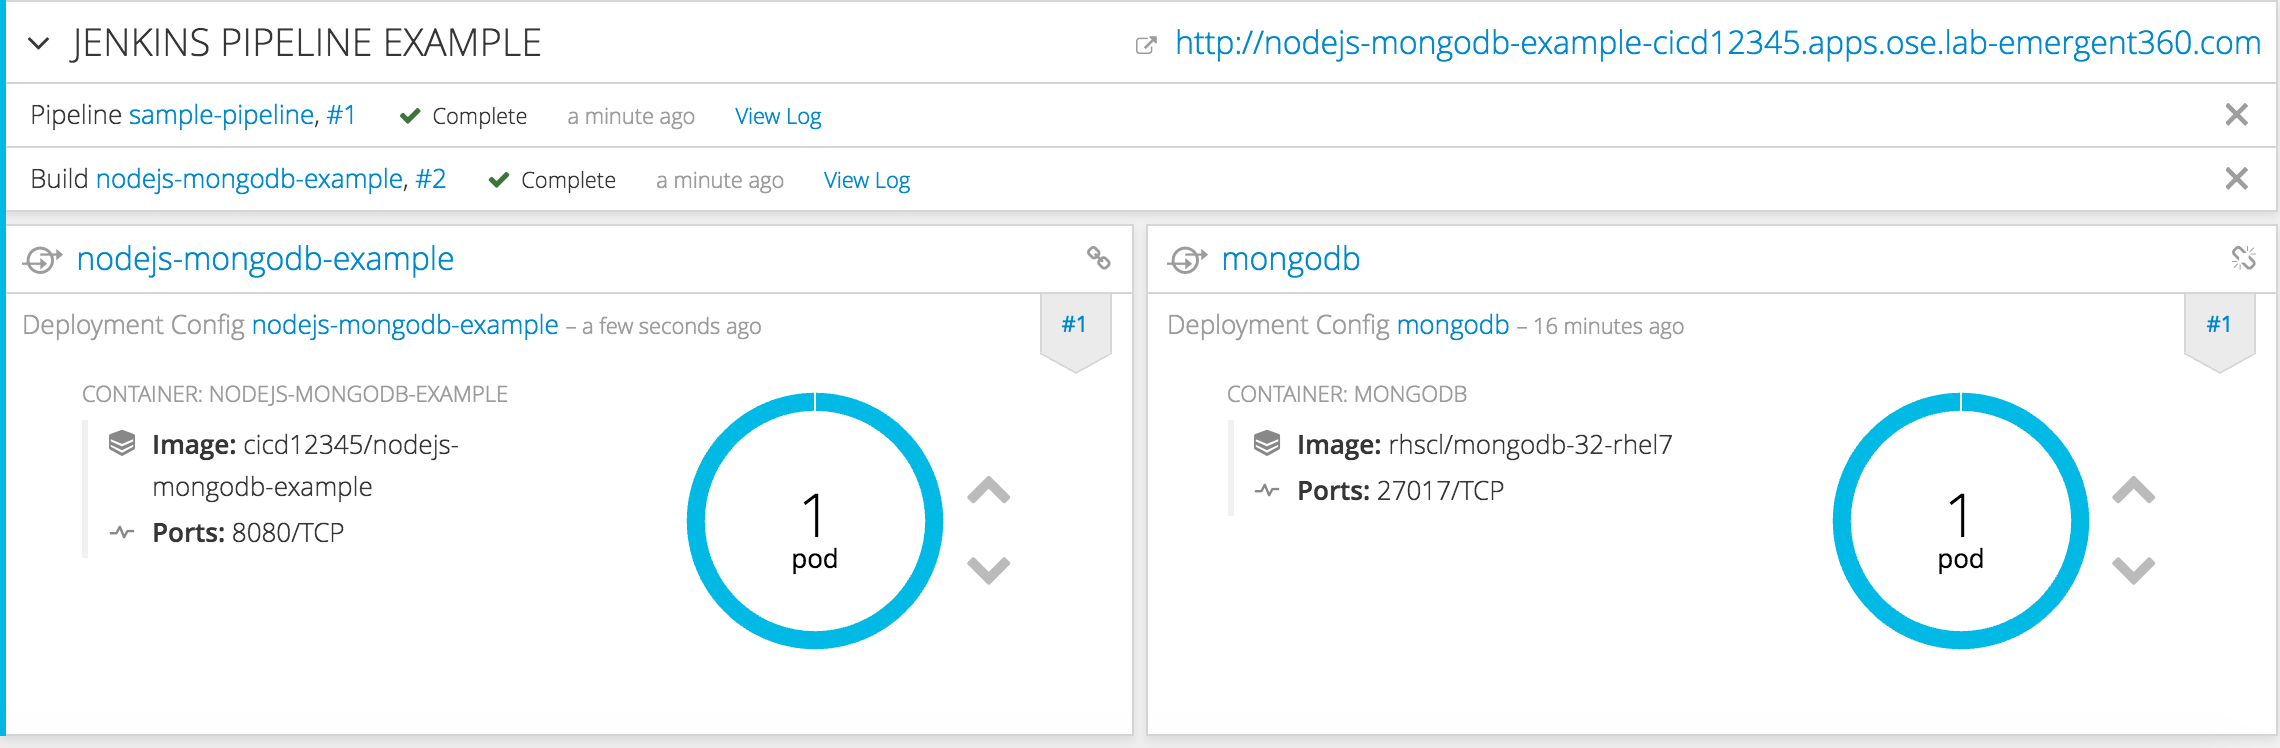 JENKINS PIPELINE EXAMPLE http://nodejs-mongodb-example-cicd12345.apps.ose.lab-emergent360.com
Pipeline sample-pipeline, #1 Complete a minute ago View Log
Build nodejs-mongodb-example, #2 Complete a minute ago View Log
nodejs-mongodb-example
Deployment Config nodejs-mongodb-example – a few seconds ago
#1
CONTAINER: NODEJS-MONGODB-EXAMPLE
Image: cicd12345/nodejs-
mongodb-example
Ports: 8080/TCP
1
pod
mongodb
Deployment Config mongodb – 16 minutes ago
#1
CONTAINER: MONGODB
Image: rhscl/mongodb-32-rhel7
Ports: 27017/TCP
1
pod